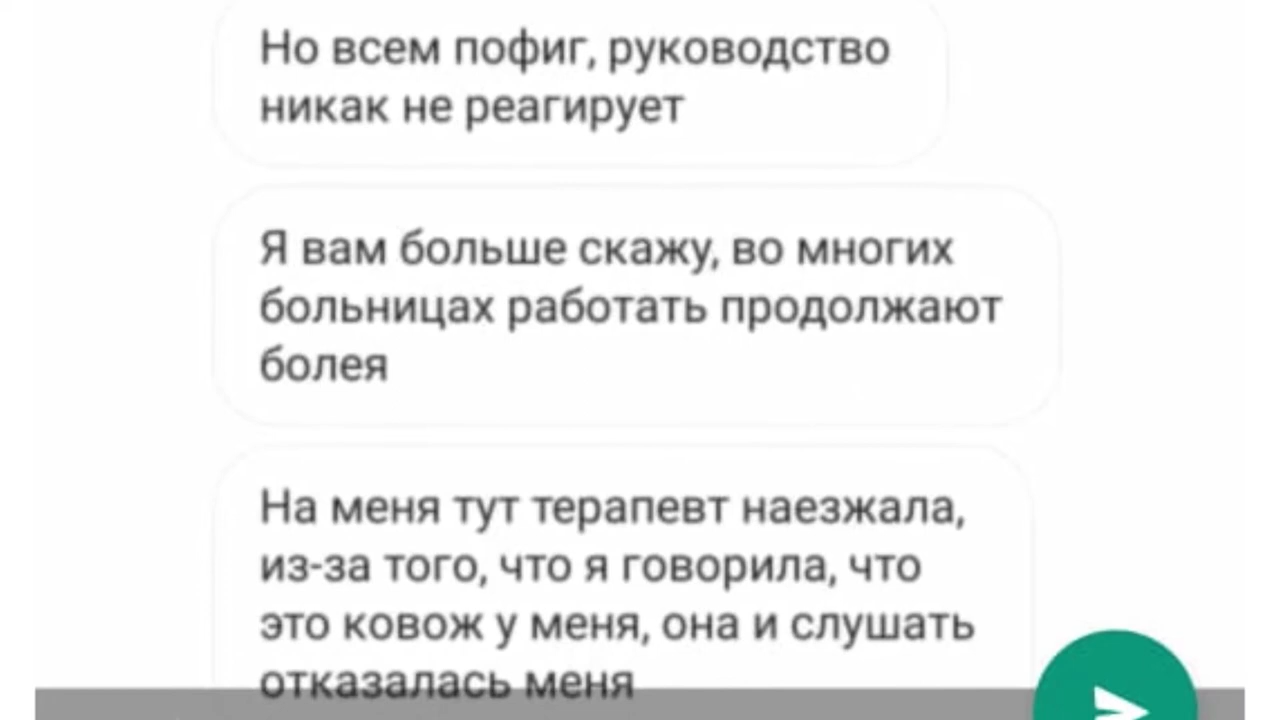 Но всем пофиг, руководство
никак не реагирует
Я вам больше скажу, во многих
больницах работать продолжают
болея
На меня тут терапевт наезжала,
из-за того, что я говорила, что
это ковож у меня, она и слушать
отказалась меня